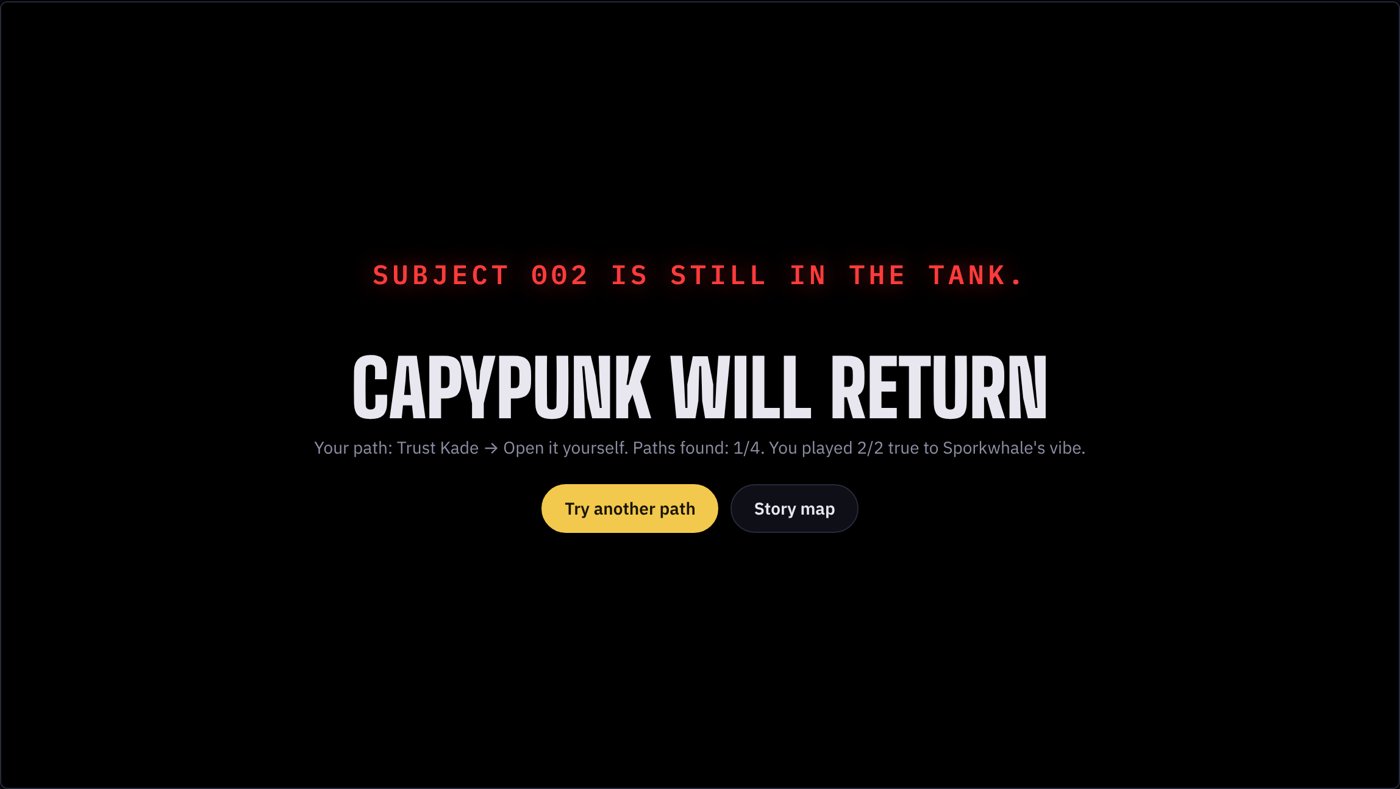 SUBJECT 002 IS STILL IN THE TANK.
CAPYPUNK WILL RETURN
Your path: Trust Kade → Open it yourself. Paths found: 1/4. You played 2/2 true to Sporkwhale's vibe.
Try another path
Story map